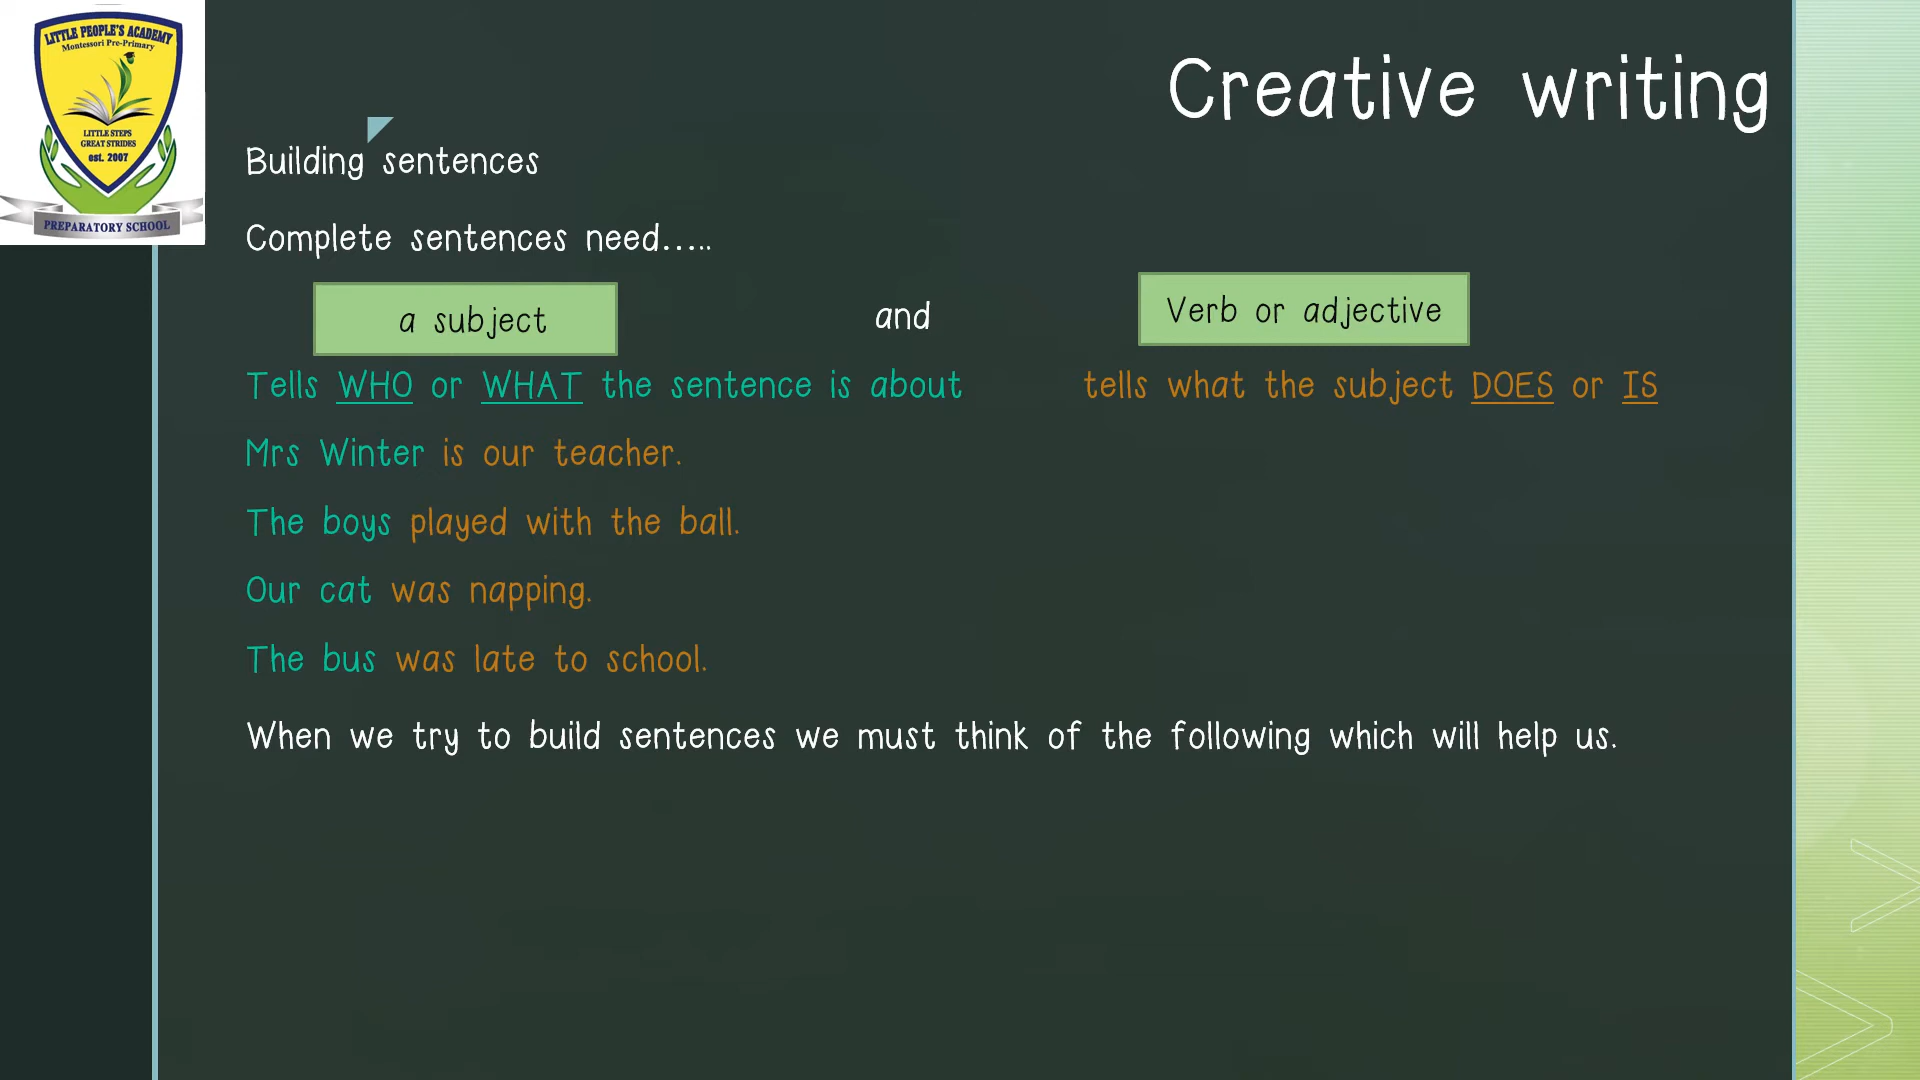 LITTLE PEOPLE'S ACADEMY
Montessori Pre-Primary
LITTLE STEPS
GREAT STRIDES
est. 2007
PREPARATORY SCHOOL
Creative writing
Building sentences
Complete sentences need.....
a subject and Verb or adjective
Tells WHO or WHAT the sentence is about tells what the subject DOES or IS
Mrs Winter is our teacher.
The boys played with the ball.
Our cat was napping.
The bus was late to school.
When we try to build sentences we must think of the following which will help us.